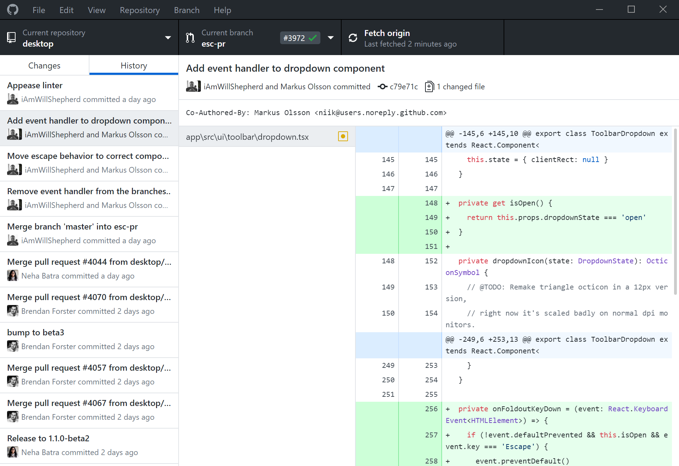 File Edit View Repository Branch Help
Current repository
desktop
Current branch
esc-pr
#3972
Fetch origin
Last fetched 2 minutes ago
Changes
History
Appease linter
iAmWillShepherd committed a day ago
Add event handler to dropdown compon...
iAmWillShepherd and Markus Olsson co...
Move escape behavior to correct compo...
iAmWillShepherd and Markus Olsson co...
Remove event handler from the branches..
iAmWillShepherd and Markus Olsson co...
Merge branch 'master' into esc-pr
iAmWillShepherd committed a day ago
Merge pull request #4044 from desktop/...
Neha Batra committed a day ago
Merge pull request #4070 from desktop/...
Brendan Forster committed 2 days ago
bump to beta3
Brendan Forster committed 2 days ago
Merge pull request #4057 from desktop/...
Brendan Forster committed 2 days ago
Merge pull request #4067 from desktop/...
Brendan Forster committed 2 days ago
Release to 1.1.0-beta2
Neha Batra committed 2 days ago
Add event handler to dropdown component
iAmWillShepherd and Markus Olsson committed c79e71c 1 changed file
Co-Authored-By: Markus Olsson <niik@users.noreply.github.com>
app\src\ui\toolbar\dropdown.tsx
@@ -145,6 +145,10 @@ export class ToolbarDropdown ex
tends React.Component<
145 145 this.state = { clientRect: null }
146 146 }
147 147
148 + private get isOpen() {
149 + return this.props.dropdownState === 'open'
150 + }
151 +
148 152 private dropdownIcon(state: DropdownState): Octic
onSymbol {
149 153 // @TODO: Remake triangle octicon in a 12px ver
sion,
150 154 // right now it's scaled badly on normal dpi mo
nitors.
@@ -249,6 +253,13 @@ export class ToolbarDropdown ex
tends React.Component<
249 253 }
250 254 }
251 255
256 + private onFoldoutKeyDown = (event: React.Keyboard
Event<HTMLElement>) => {
257 + if (!event.defaultPrevented && this.isOpen && e
vent.key === 'Escape') {
258 + event.preventDefault()